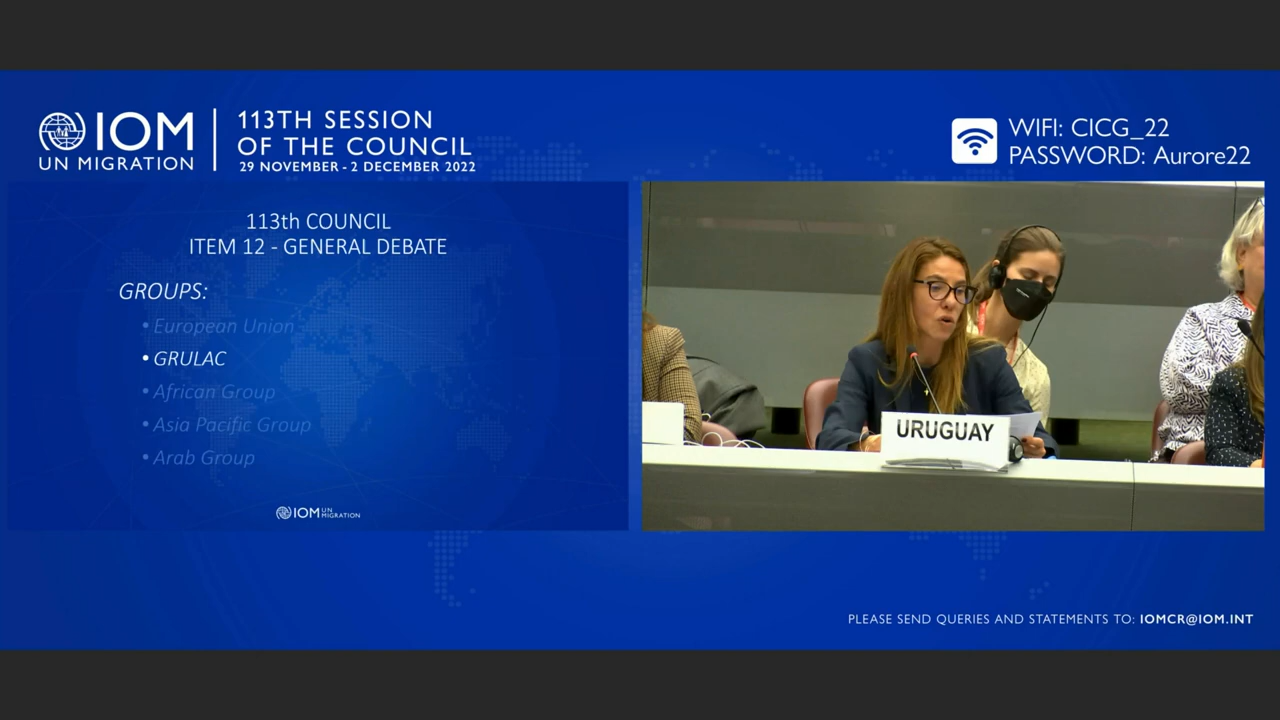 IOM
UN MIGRATION
113TH SESSION
OF THE COUNCIL
29 NOVEMBER - 2 DECEMBER 2022
WIFI: CICG_22
PASSWORD: Aurore22
113th COUNCIL
ITEM 12 - GENERAL DEBATE
GROUPS:
• European Union
• GRULAC
• African Group
• Asia Pacific Group
• Arab Group
IOM UN MIGRATION
URUGUAY
PLEASE SEND QUERIES AND STATEMENTS TO: IOMCR@IOM.INT